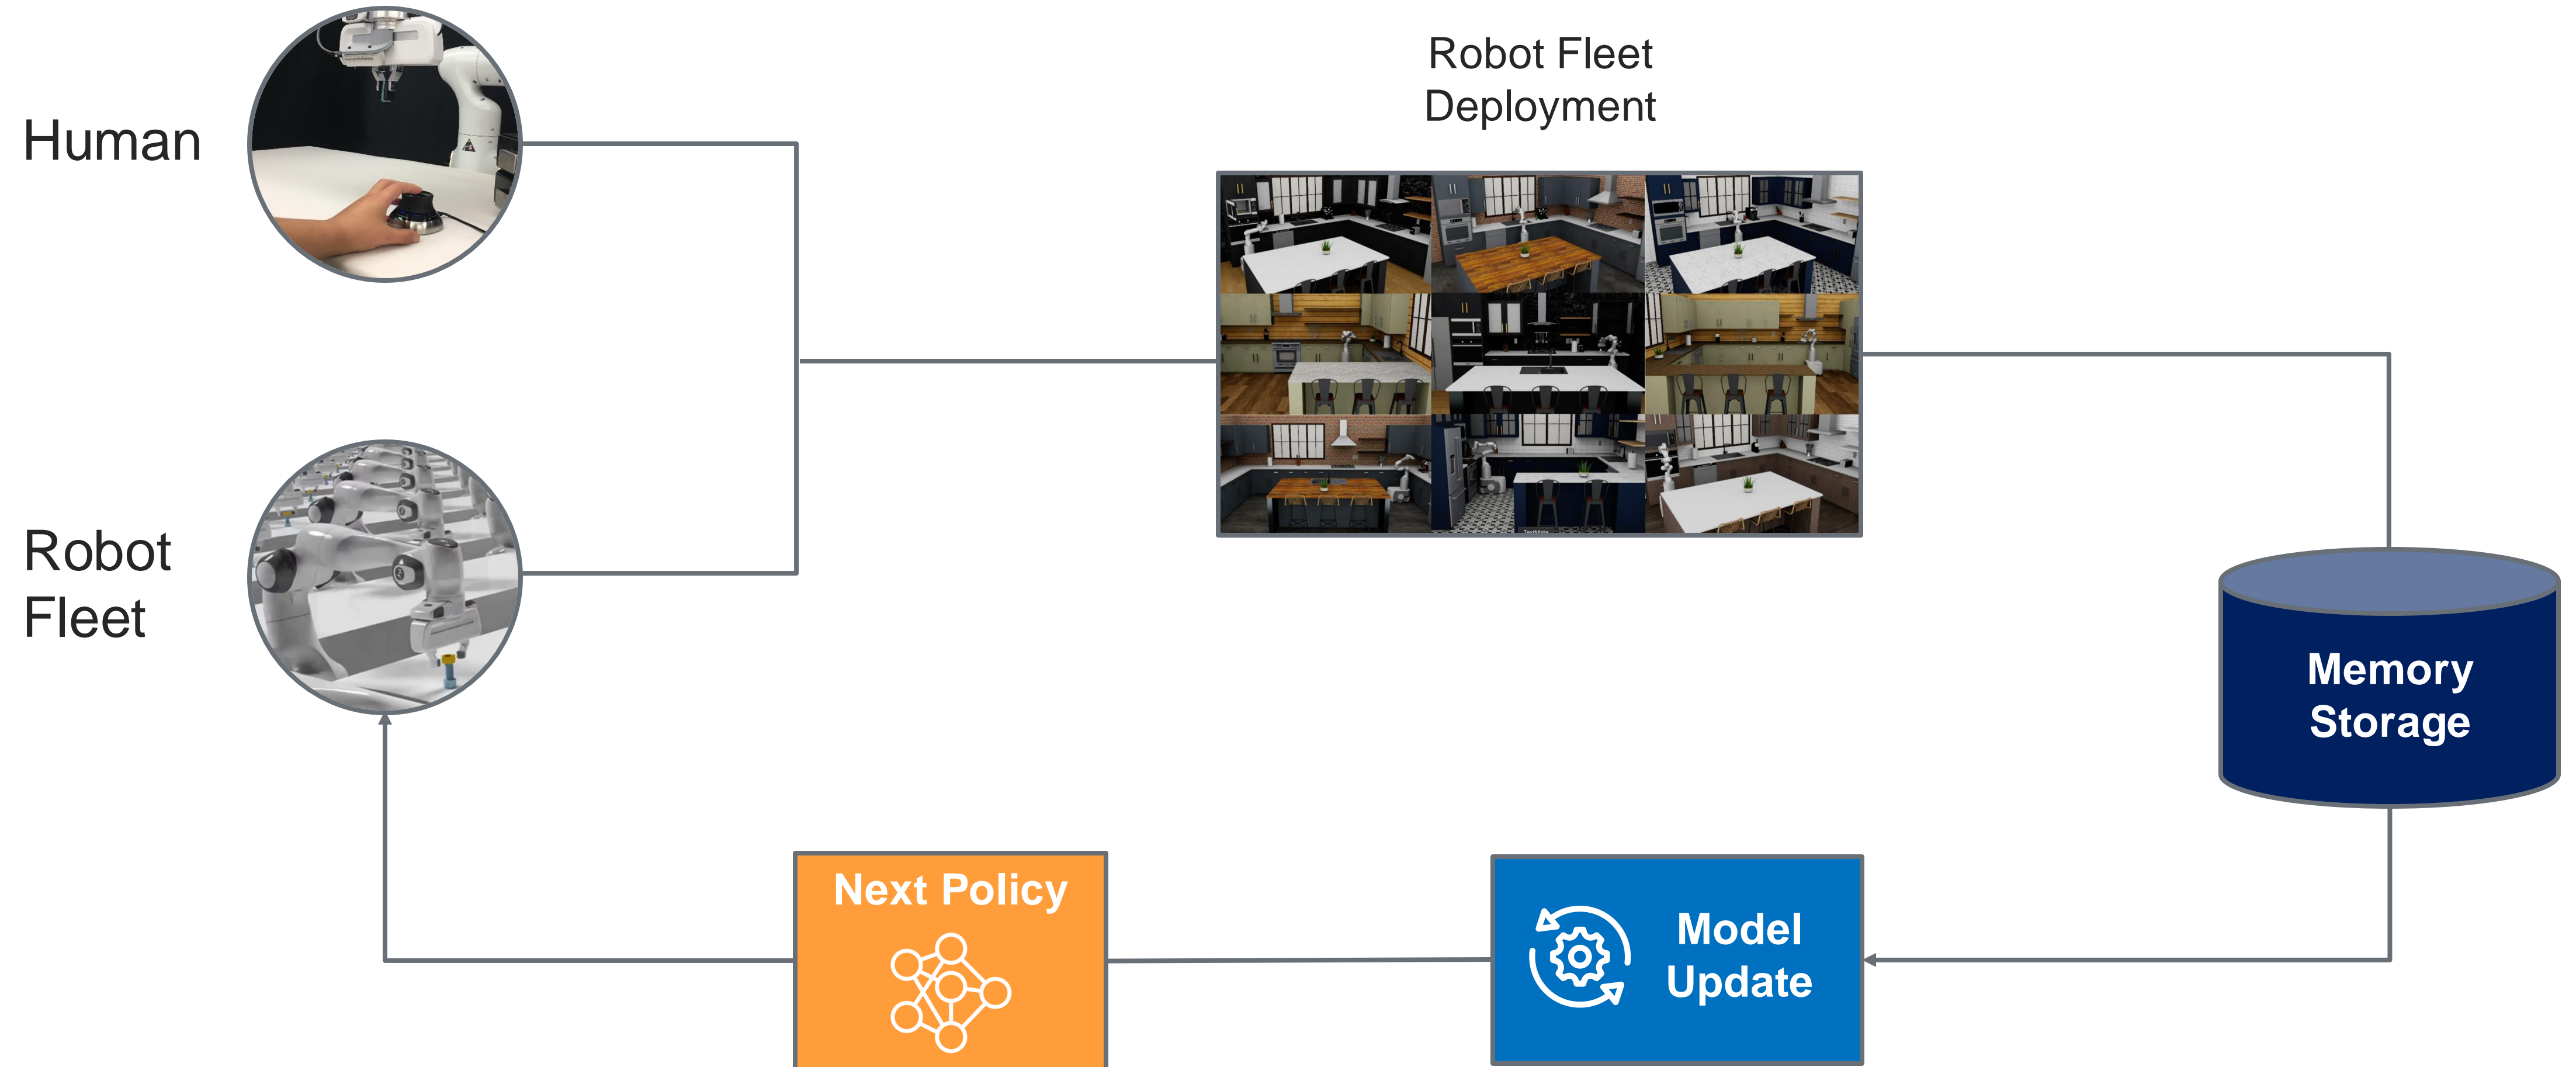 Human
Robot Fleet
Deployment
Robot
Fleet
Memory
Storage
Next Policy
Model
Update